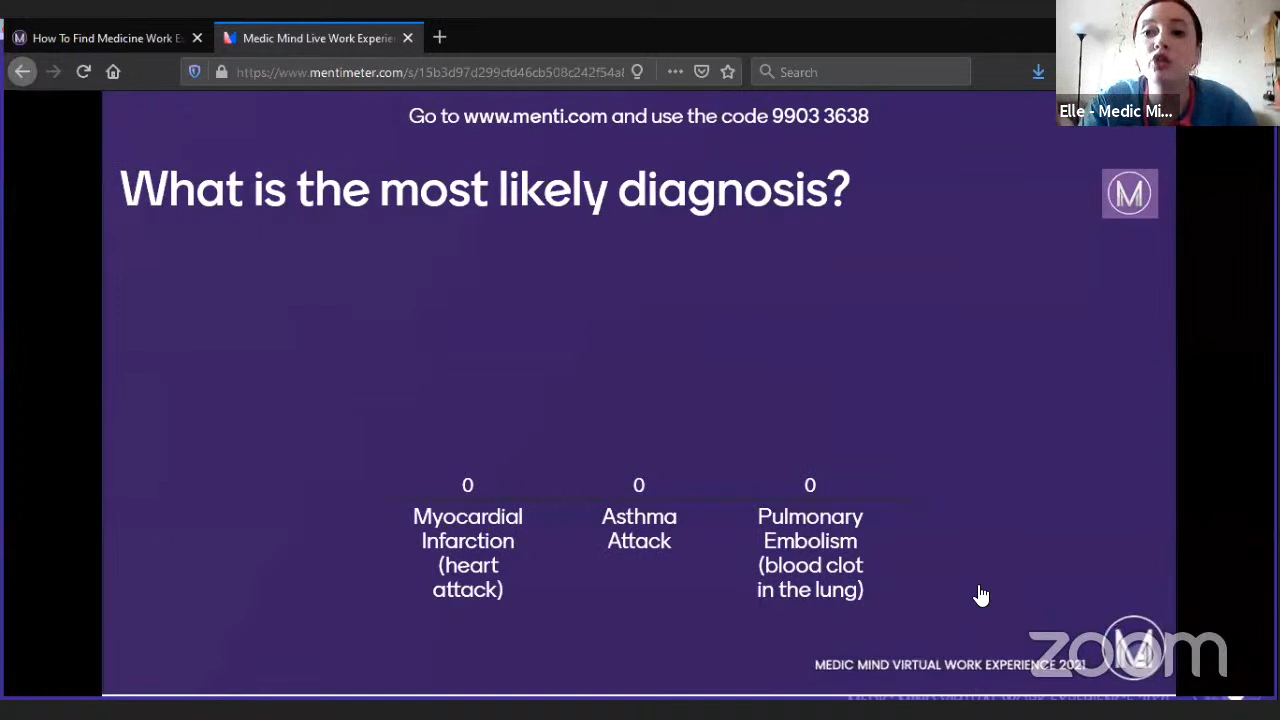 How To Find Medicine Work E
Medic Mind Live Work Experie
https://www.mentimeter.com/s/15b3d97d299cfd46cb508c242f54a
Search
Elle - Medic Mi...
Go to www.menti.com and use the code 9903 3638
What is the most likely diagnosis?
M
0
0
0
Myocardial
Infarction
(heart
attack)
Asthma
Attack
Pulmonary
Embolism
(blood clot
in the lung)
MEDIC MIND VIRTUAL WORK EXPERIENCE 2021
zoom